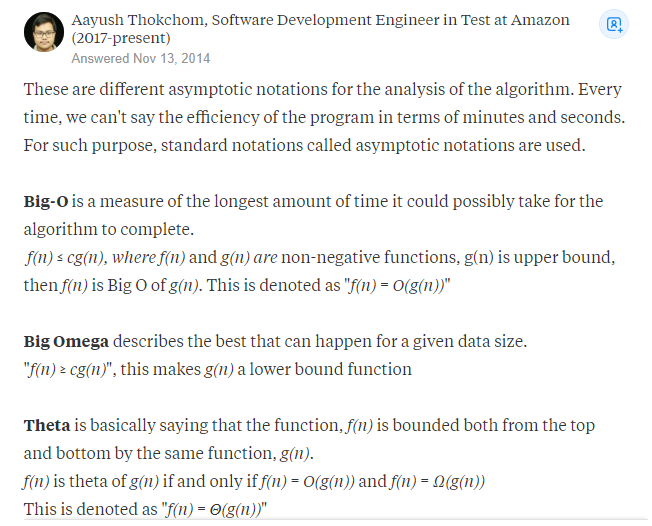 Aayush Thokchom, Software Development Engineer in Test at Amazon
(2017-present)
Answered Nov 13, 2014
These are different asymptotic notations for the analysis of the algorithm. Every
time, we can't say the efficiency of the program in terms of minutes and seconds.
For such purpose, standard notations called asymptotic notations are used.
Big-O is a measure of the longest amount of time it could possibly take for the
algorithm to complete.
f(n) ≤ cg(n), where f(n) and g(n) are non-negative functions, g(n) is upper bound,
then f(n) is Big O of g(n). This is denoted as "f(n) = O(g(n))"
Big Omega describes the best that can happen for a given data size.
"f(n) ≥ cg(n)", this makes g(n) a lower bound function
Theta is basically saying that the function, f(n) is bounded both from the top
and bottom by the same function, g(n).
f(n) is theta of g(n) if and only if f(n) = O(g(n)) and f(n) = Ω(g(n))
This is denoted as "f(n) = Θ(g(n))"